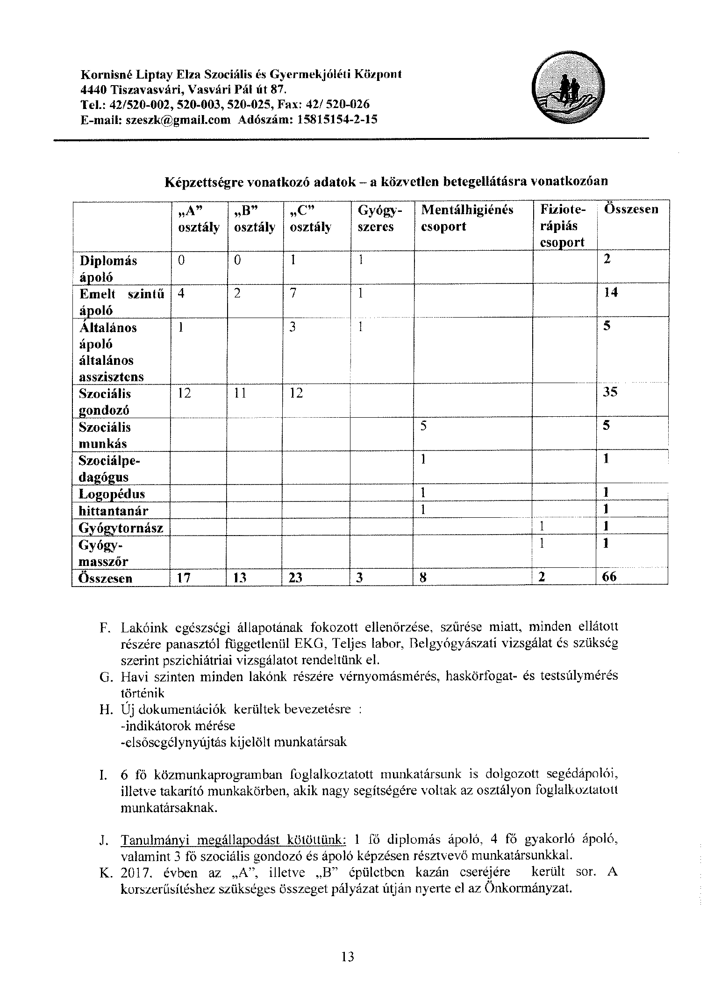 Kornisné Liptay Elza Szociális és Gyermekjóléti Központ
4440 Tiszavasvári, Vasvári Pál út 87.
Tel.: 42/520-002, 520-003, 520-025, Fax: 42/ 520-026
E-mail: szeszk@gmail.com Adószám: 15815154-2-15
Képzettségre vonatkozó adatok – a közvetlen betegellátásra vonatkozóan
„A” „B” „C” Gyógy- Mentálhigiénés Fiziote- Összesen
osztály osztály osztály szeres csoport rápiás
csoport
Diplomás 0 0 1 1 2
ápoló
Emelt szintű 4 2 7 1 14
ápoló
Általános 1 3 1 5
ápoló
általános
asszisztens
Szociális 12 11 12 35
gondozó
Szociális 5 5
munkás
Szociálpe- 1 1
dagógus
Logopédus 1 1
hittantanár 1 1
Gyógytornász 1 1
Gyógy- 1 1
masszőr
Összesen 17 13 23 3 8 2 66
F. Lakóink egészségi állapotának fokozott ellenőrzése, szűrése miatt, minden ellátott
részére panasztól függetlenül EKG, Teljes labor, Belgyógyászati vizsgálat és szükség
szerint pszichiátriai vizsgálatot rendeltünk el.
G. Havi szinten minden lakónk részére vérnyomásmérés, haskörfogat- és testsúlymérés
történik
H. Új dokumentációk kerültek bevezetésre :
-indikátorok mérése
-elsősegélynyújtás kijelölt munkatársak
I. 6 fő közmunkaprogramban foglalkoztatott munkatársunk is dolgozott segédápolói,
illetve takarító munkakörben, akik nagy segítségére voltak az osztályon foglalkoztatott
munkatársaknak.
J. Tanulmányi megállapodást kötöttünk: 1 fő diplomás ápoló, 4 fő gyakorló ápoló,
valamint 3 fő szociális gondozó és ápoló képzésen résztvevő munkatársunkkal.
K. 2017. évben az „A”, illetve „B” épületben kazán cseréjére került sor. A
korszerűsítéshez szükséges összeget pályázat útján nyerte el az Önkormányzat.
13